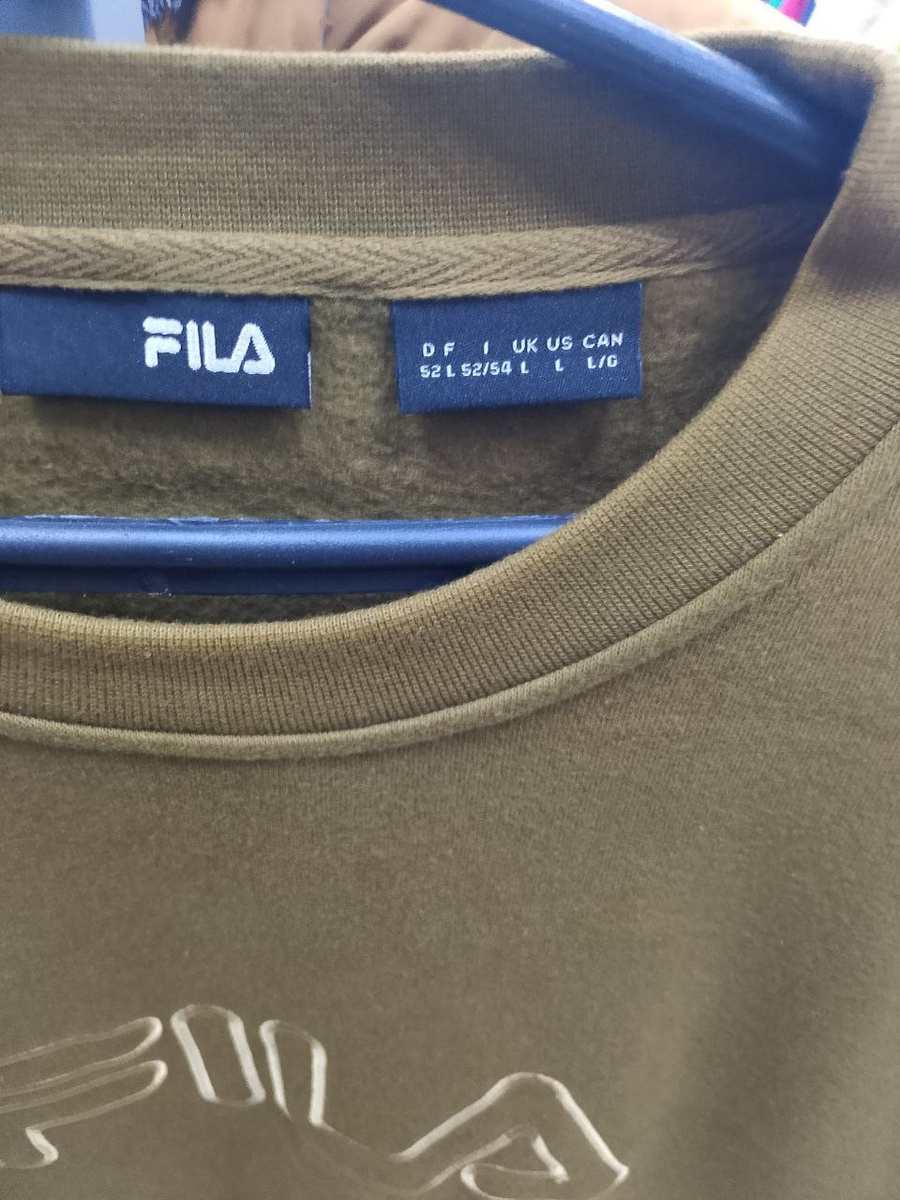 FILA
D F I UK US CAN
52 L 52/54 L L L/G
FILA